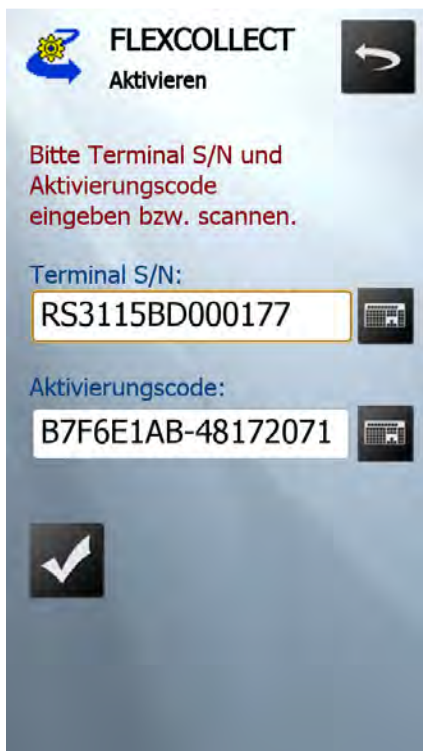 FLEXCOLLECT
Aktivieren
Bitte Terminal S/N und
Aktivierungscode
eingeben bzw. scannen.
Terminal S/N:
RS3115BD000177
Aktivierungscode:
B7F6E1AB-48172071